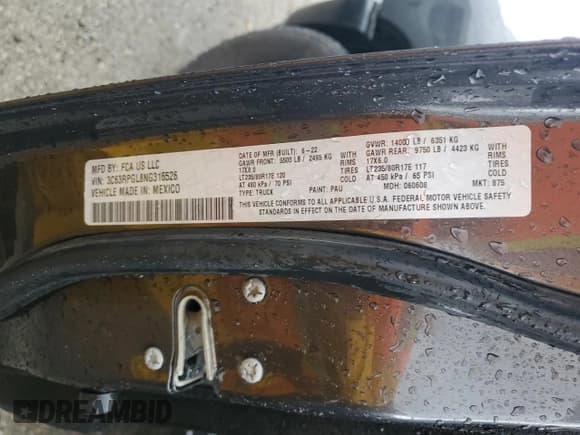 MFD BY: FCA US LLC
VIN: 3C63RPGL8NG316526
VEHICLE MADE IN: MEXICO
DATE OF MFR (BUILT): 6-22
GAWR FRONT: 5500 LB / 2495 KG
17X6.0
LT235/80R17E 120
AT 480 kPa / 70 PSI
TYPE: TRUCK
PAINT: PAU
WITH
RIMS
TIRES
COLD
GVWR: 14000 LB / 6351 KG
GAWR REAR: 9750 LB / 4423 KG
17X6.0
LT235/80R17E 117
AT 450 kPa / 65 PSI
MDH: 060606
WITH
RIMS
TIRES
COLD
MKT: 875
THIS VEHICLE CONFORMS TO ALL APPLICABLE U.S.A. FEDERAL MOTOR VEHICLE
SAFETY STANDARDS IN EFFECT ON THE DATE OF MANUFACTURE SHOWN ABOVE.
DREAMBID